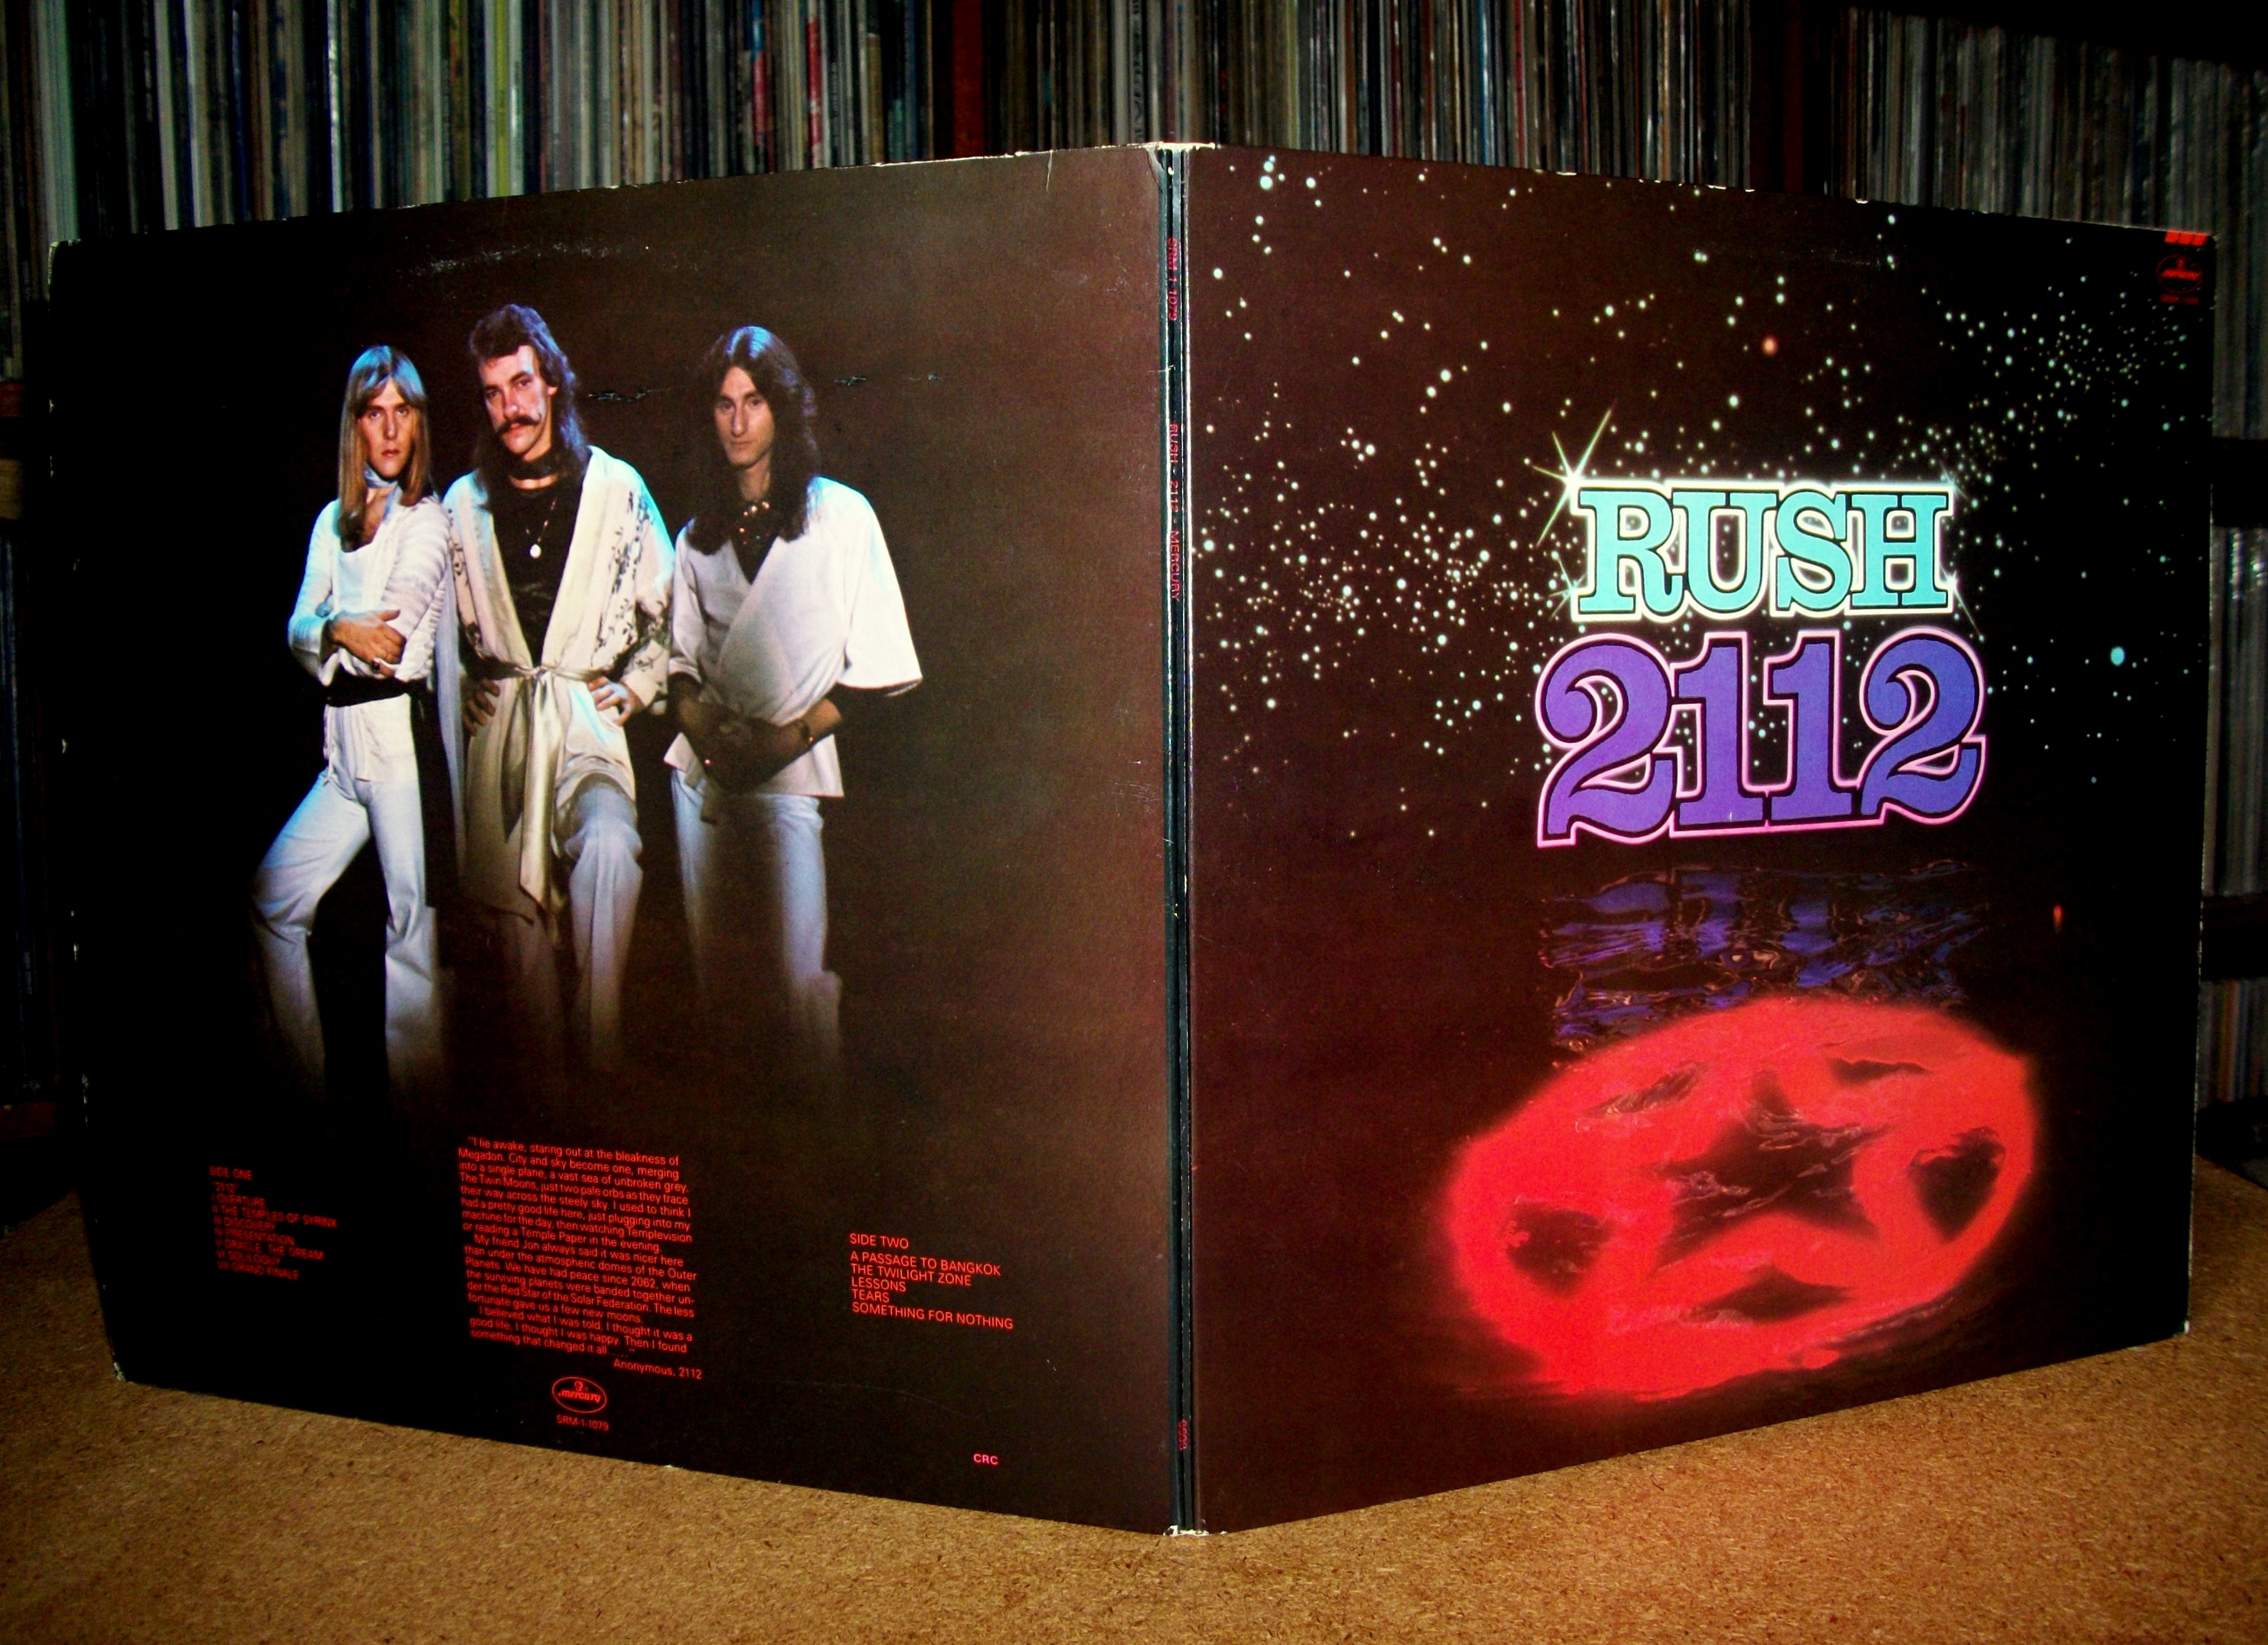 SIDE ONE
"2112"
I OVERTURE
II THE TEMPLES OF SYRINX
III DISCOVERY
IV PRESENTATION
V ORACLE: THE DREAM
VI SOLILOQUY
VII GRAND FINALE
"I lie awake, staring out at the bleakness of
Megadon. City and sky become one, merging
into a single plane, a vast sea of unbroken grey.
The Twin Moons, just two pale orbs as they trace
their way across the steely sky. I used to think I
had a pretty good life here, just plugging into my
machine for the day, then watching Templevision
or reading a Temple Paper in the evening.
My friend Jon always said it was nicer here
than under the atmospheric domes of the Outer
Planets. We have had peace since 2062, when
the surviving planets were banded together un-
der the Red Star of the Solar Federation. The less
fortunate gave us a few new moons.
I believed what I was told, I thought it was a
good life, I thought I was happy. Then I found
something that changed it all......"
Anonymous, 2112
mercury
SRM-1-1079
SIDE TWO
A PASSAGE TO BANGKOK
THE TWILIGHT ZONE
LESSONS
TEARS
SOMETHING FOR NOTHING
CRC
SRM-1-1079 RUSH · 2112 · MERCURY
RUSH
2112
mercury